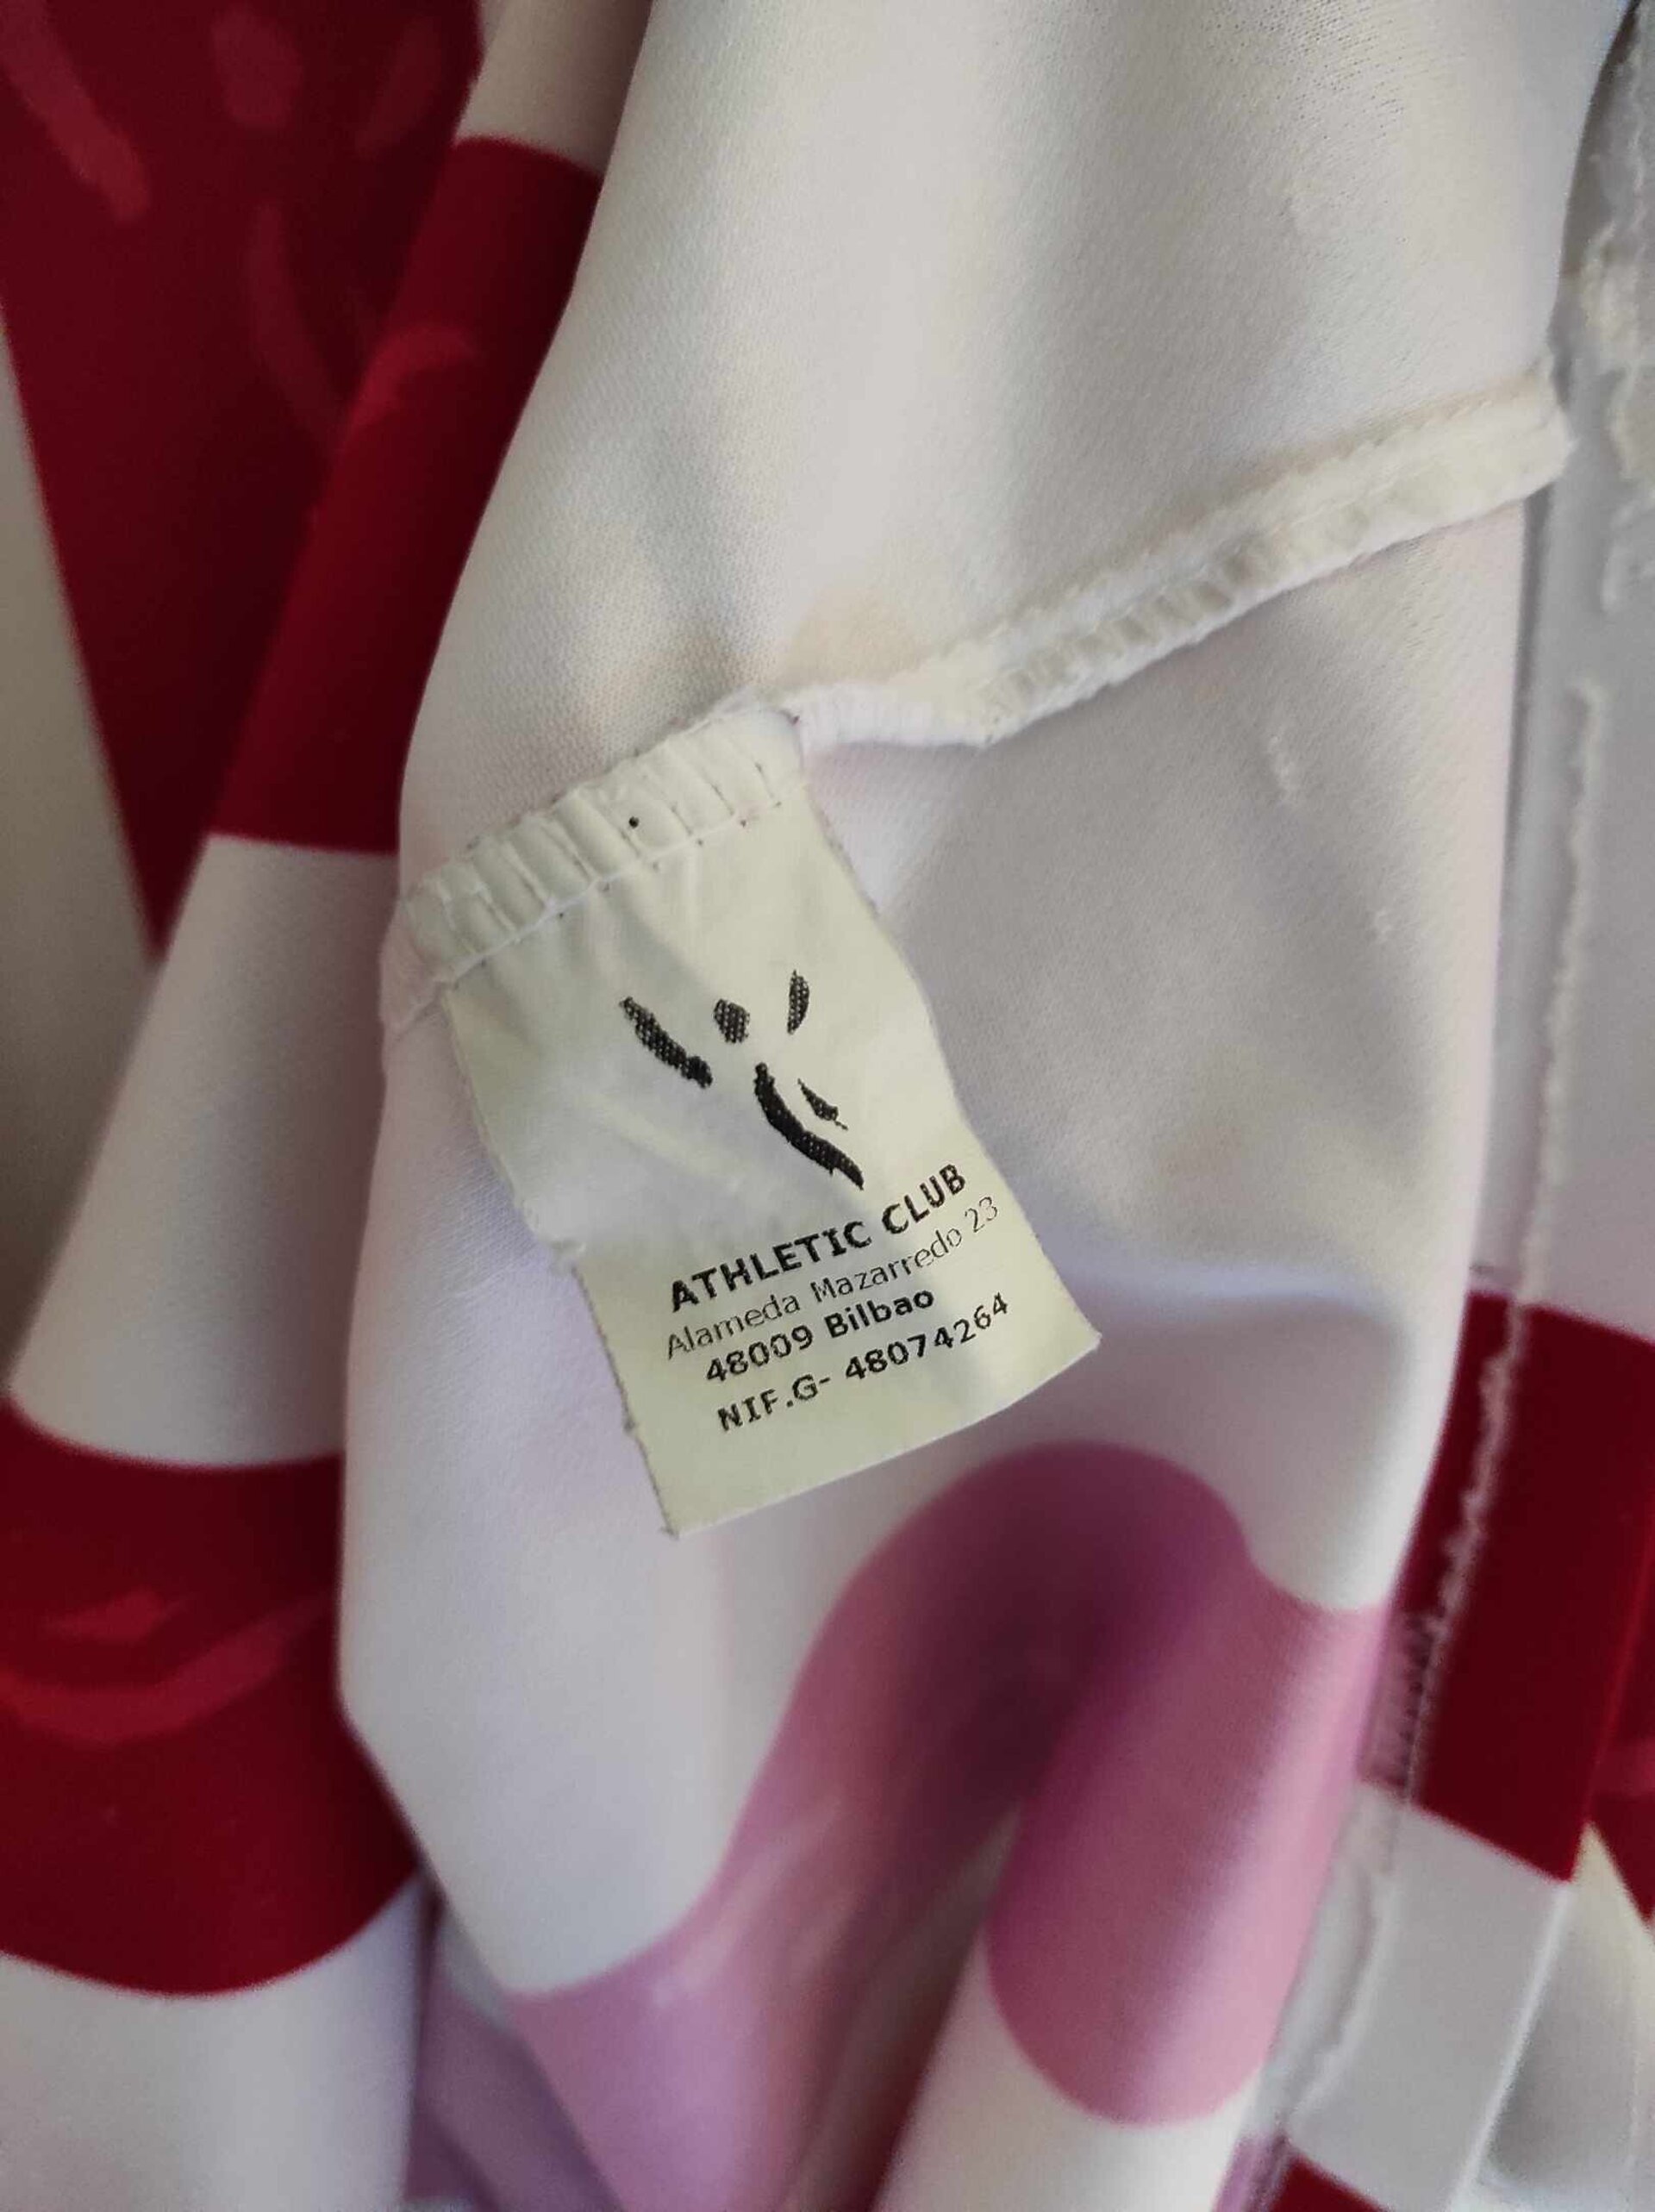 ATHLETIC CLUB
Alameda Mazarredo 23
48009 Bilbao
NIF.G- 48074264